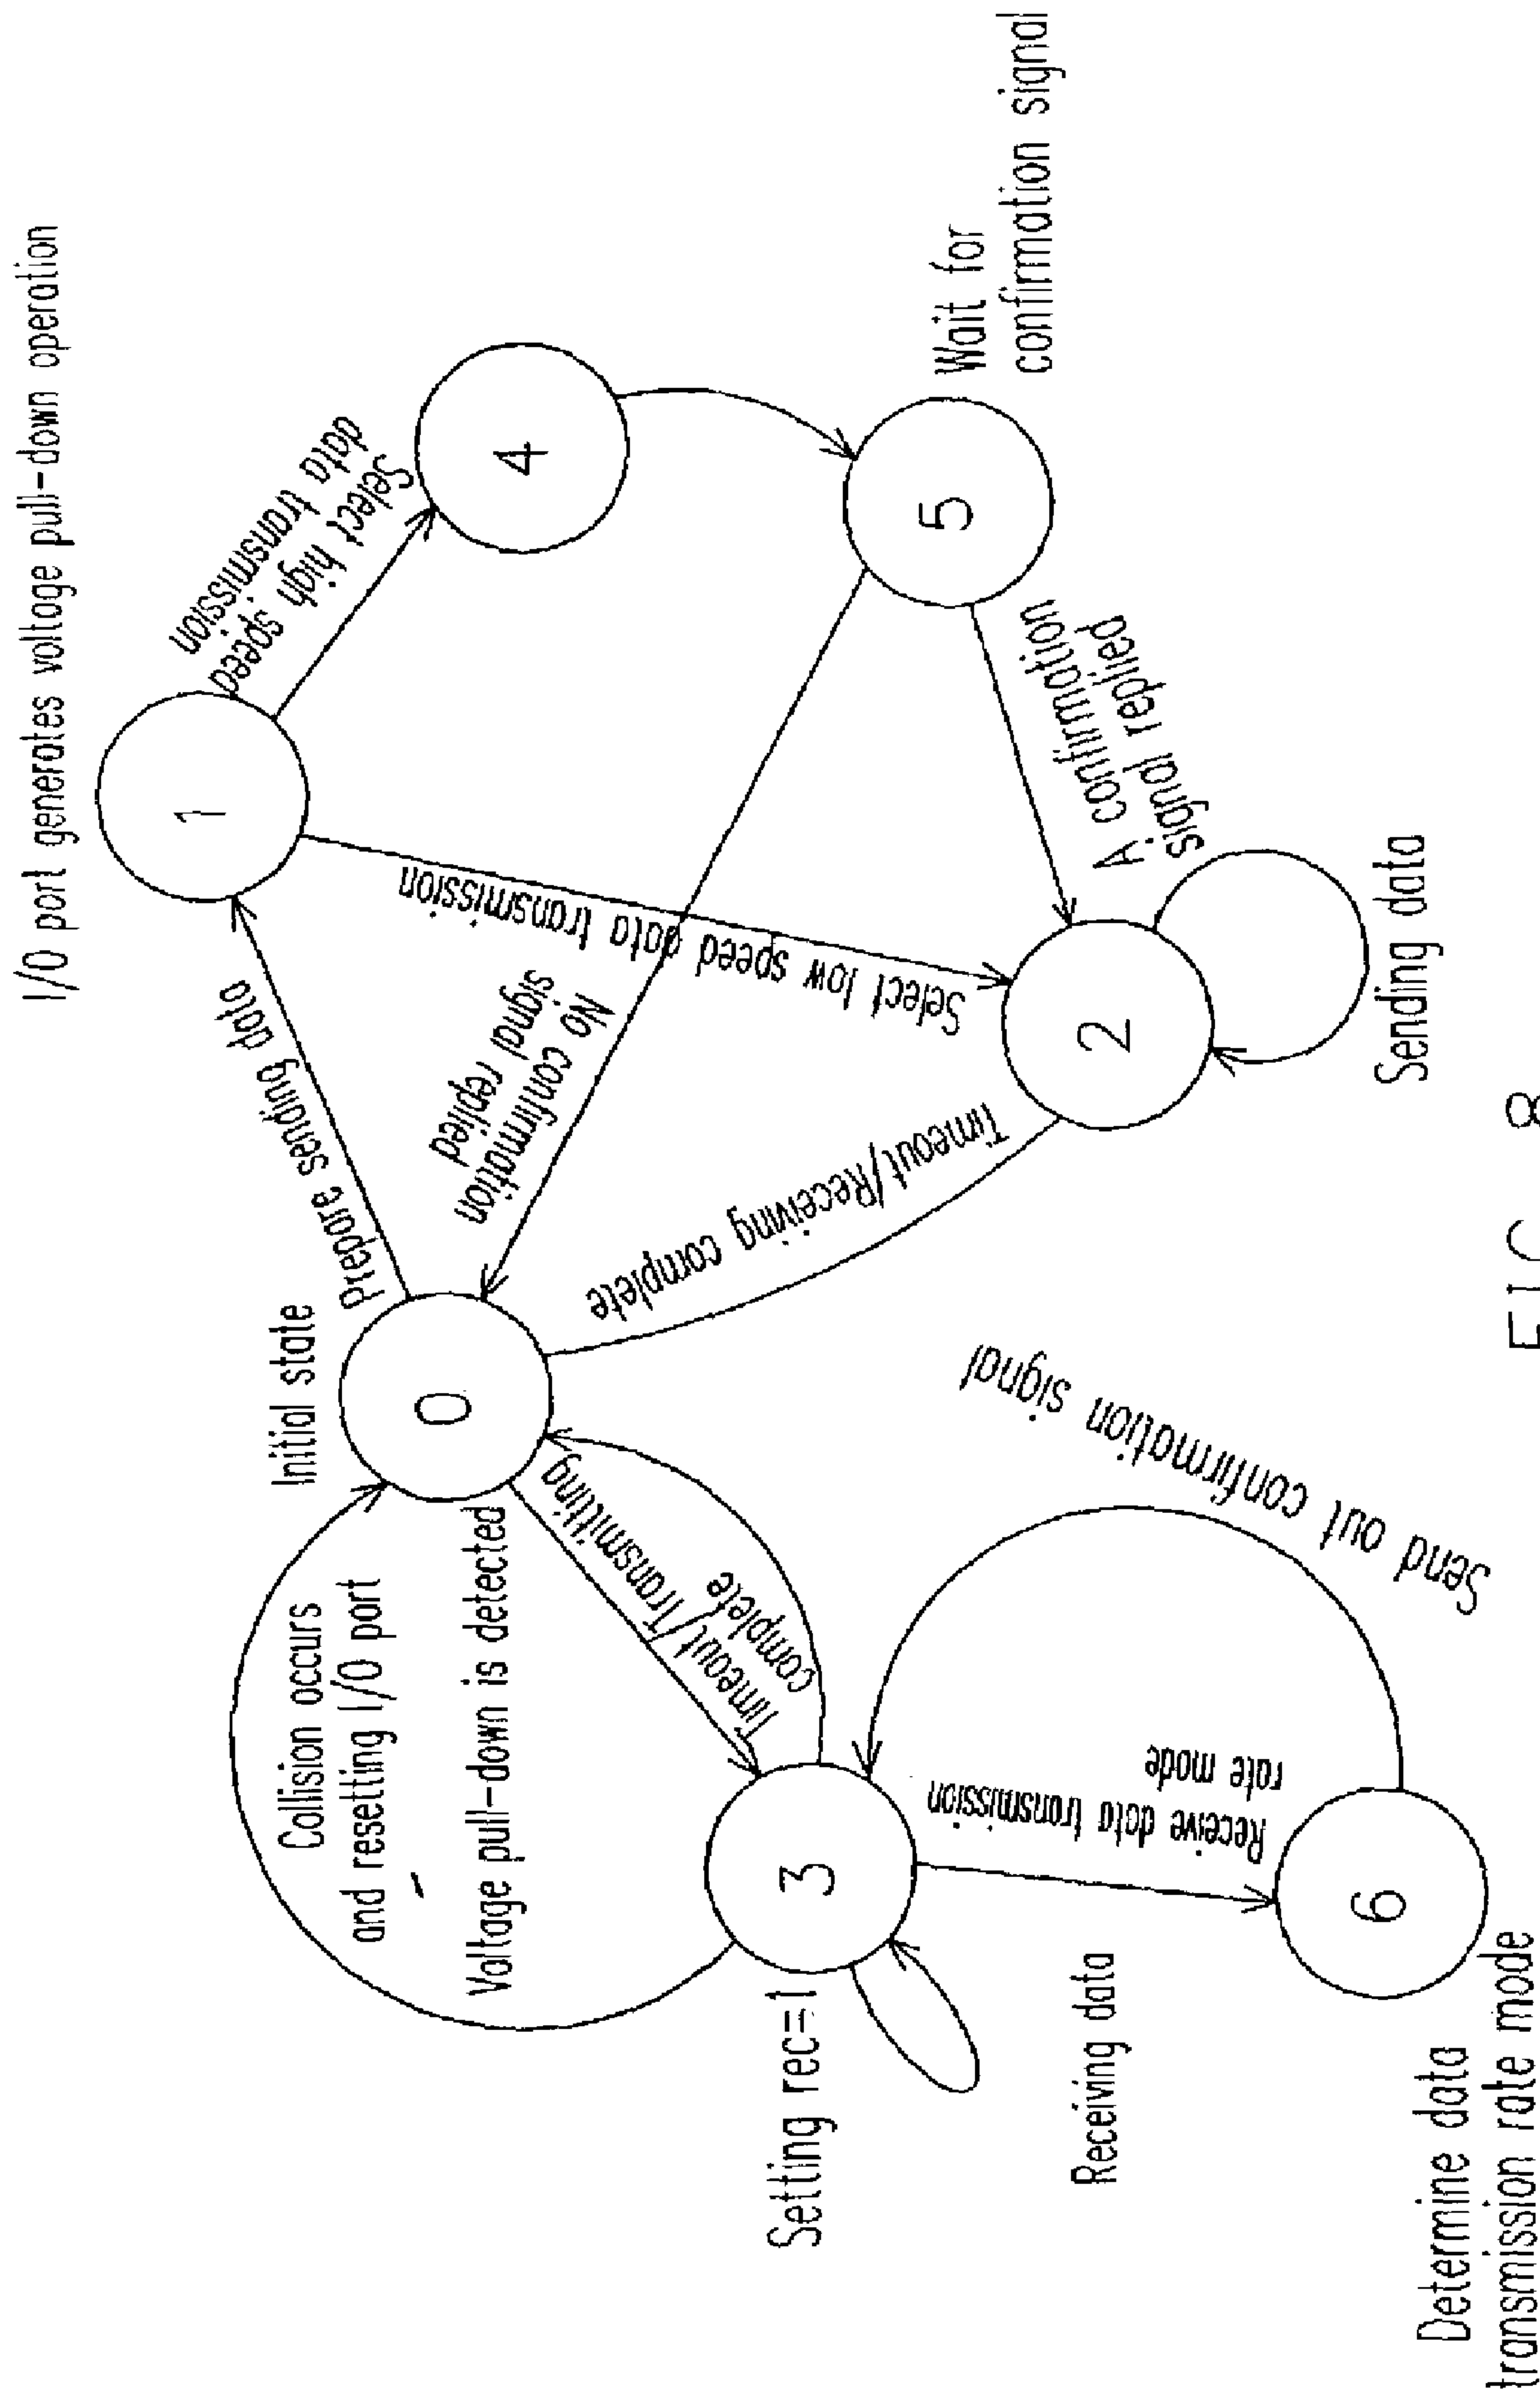 I/O port generates voltage pull-down operation
Select high speed
data transmission
1
4
Prepare sending data
Initial state
0
Select low speed data transmission
No confirmation
signal replied
5
Wait for
confirmation signal
A confirmation
signal replied
2
Sending data
Timeout/Receiving complete
Collision occurs
and resetting I/O port
Voltage pull-down is detected
Timeout/Transmitting
complete
Setting rec=1
3
Receiving data
Receive data transmission
rate mode
Send out confirmation signal
6
Determine data
transmission rate mode
FIG. 8